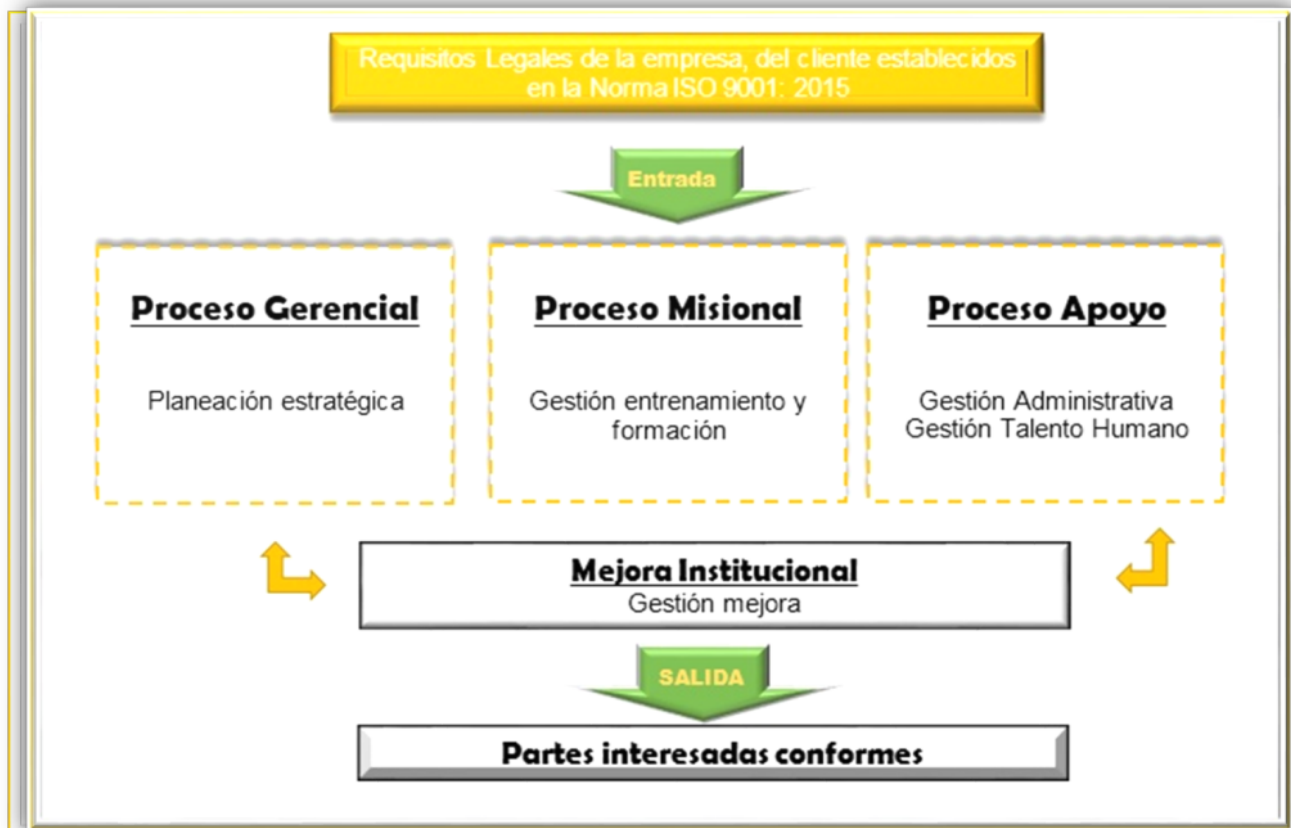 Requisitos Legales de la empresa, del cliente establecidos
en la Norma ISO 9001: 2015
Entrada
Proceso Gerencial
Planeación estratégica
Proceso Misional
Gestión entrenamiento y
formación
Proceso Apoyo
Gestión Administrativa
Gestión Talento Humano
Mejora Institucional
Gestión mejora
SALIDA
Partes interesadas conformes